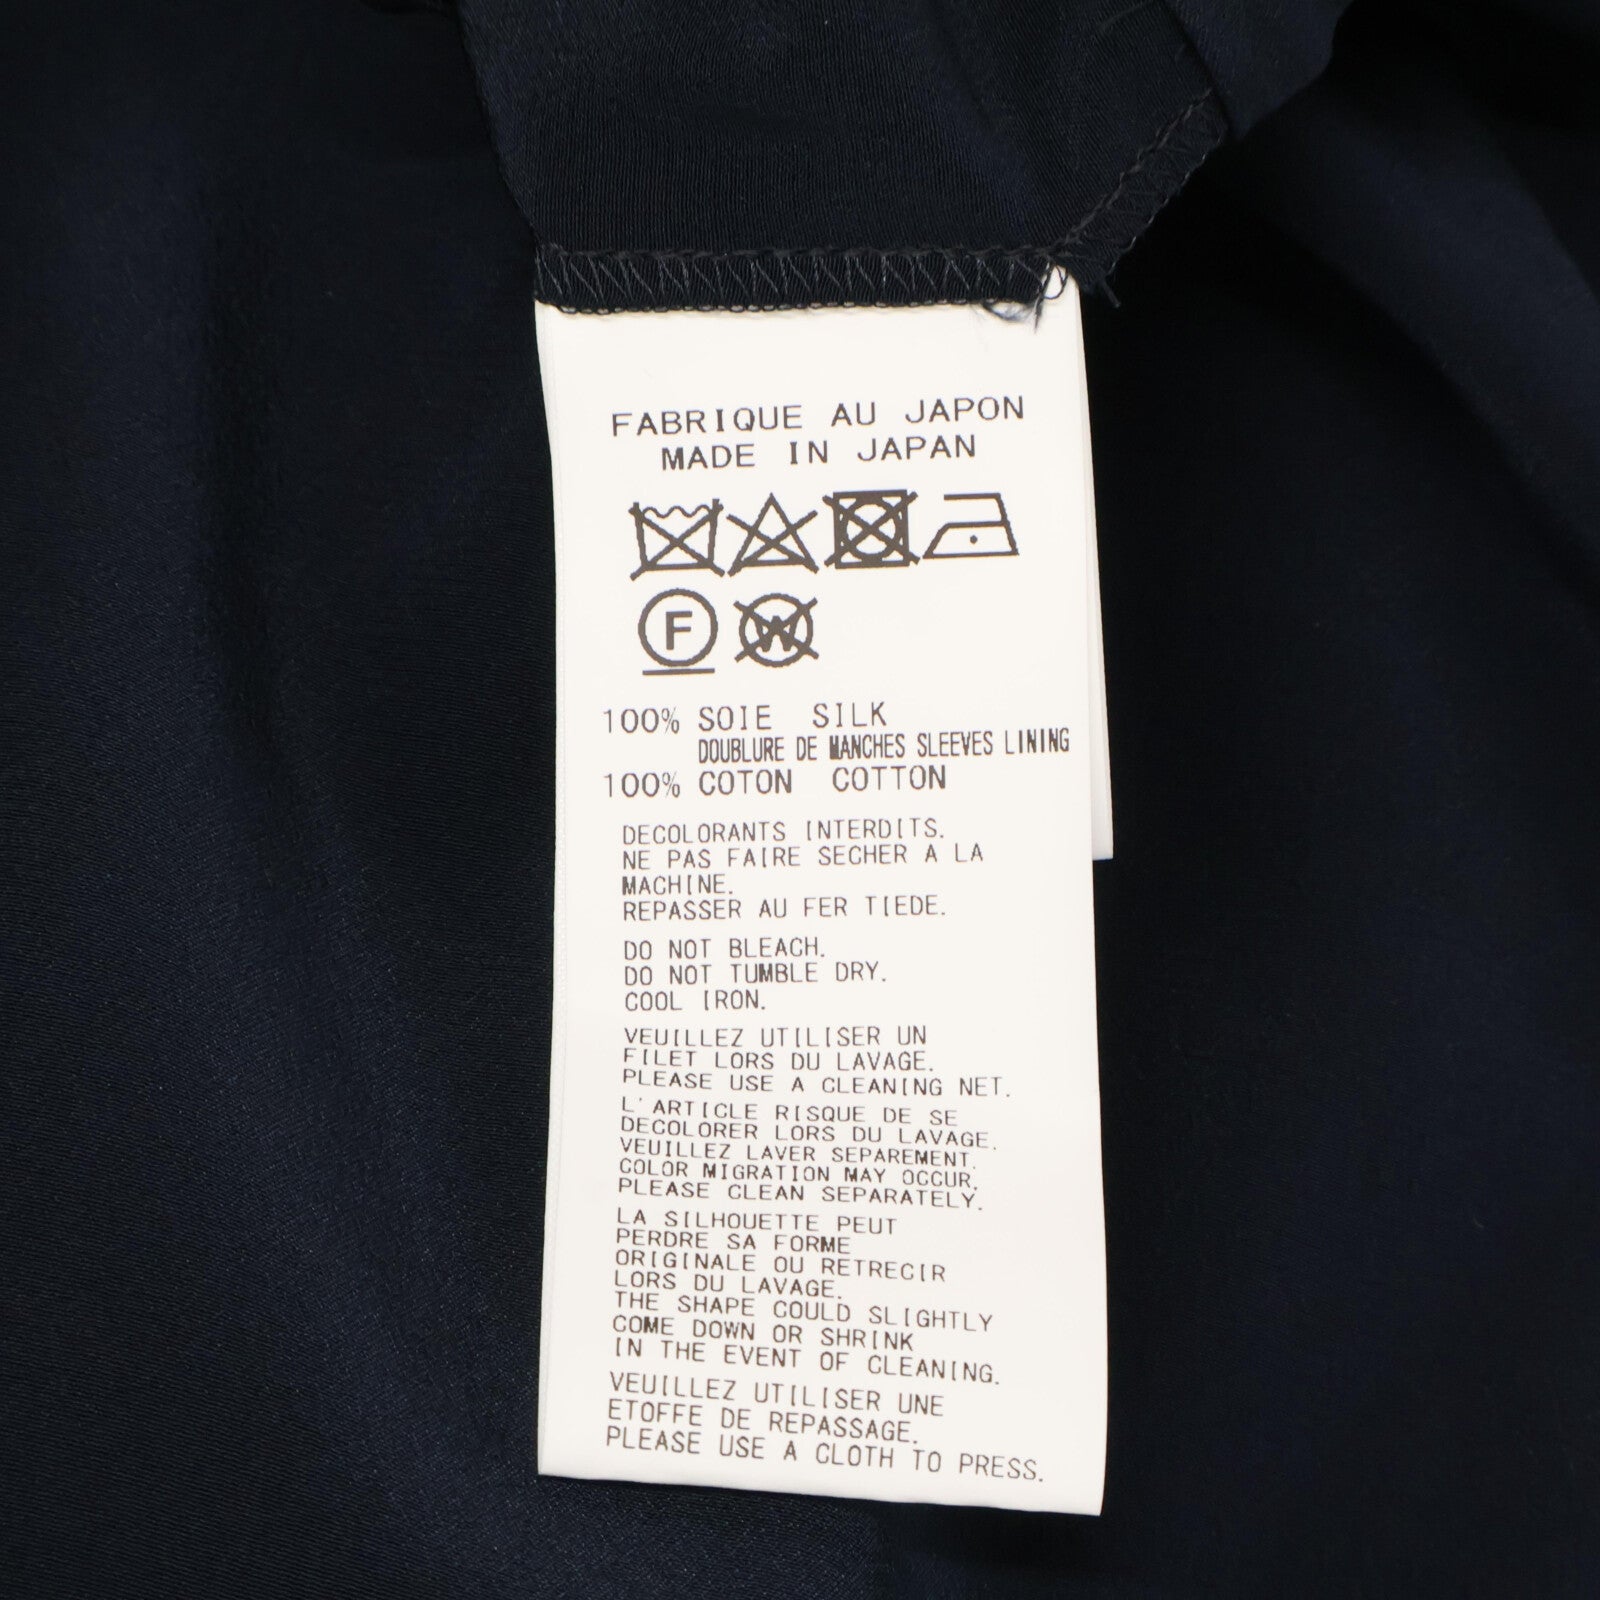 FABRIQUE AU JAPON
MADE IN JAPAN
F W
100% SOIE SILK
DOUBLURE DE MANCHES SLEEVES LINING
100% COTON COTTON
DECOLORANTS INTERDITS.
NE PAS FAIRE SECHER A LA
MACHINE.
REPASSER AU FER TIEDE.
DO NOT BLEACH.
DO NOT TUMBLE DRY.
COOL IRON.
VEUILLEZ UTILISER UN
FILET LORS DU LAVAGE.
PLEASE USE A CLEANING NET.
L'ARTICLE RISQUE DE SE
DECOLORER LORS DU LAVAGE.
VEUILLEZ LAVER SEPAREMENT.
COLOR MIGRATION MAY OCCUR.
PLEASE CLEAN SEPARATELY.
LA SILHOUETTE PEUT
PERDRE SA FORME
ORIGINALE OU RETRECIR
LORS DU LAVAGE.
THE SHAPE COULD SLIGHTLY
COME DOWN OR SHRINK
IN THE EVENT OF CLEANING.
VEUILLEZ UTILISER UNE
ETOFFE DE REPASSAGE.
PLEASE USE A CLOTH TO PRESS.